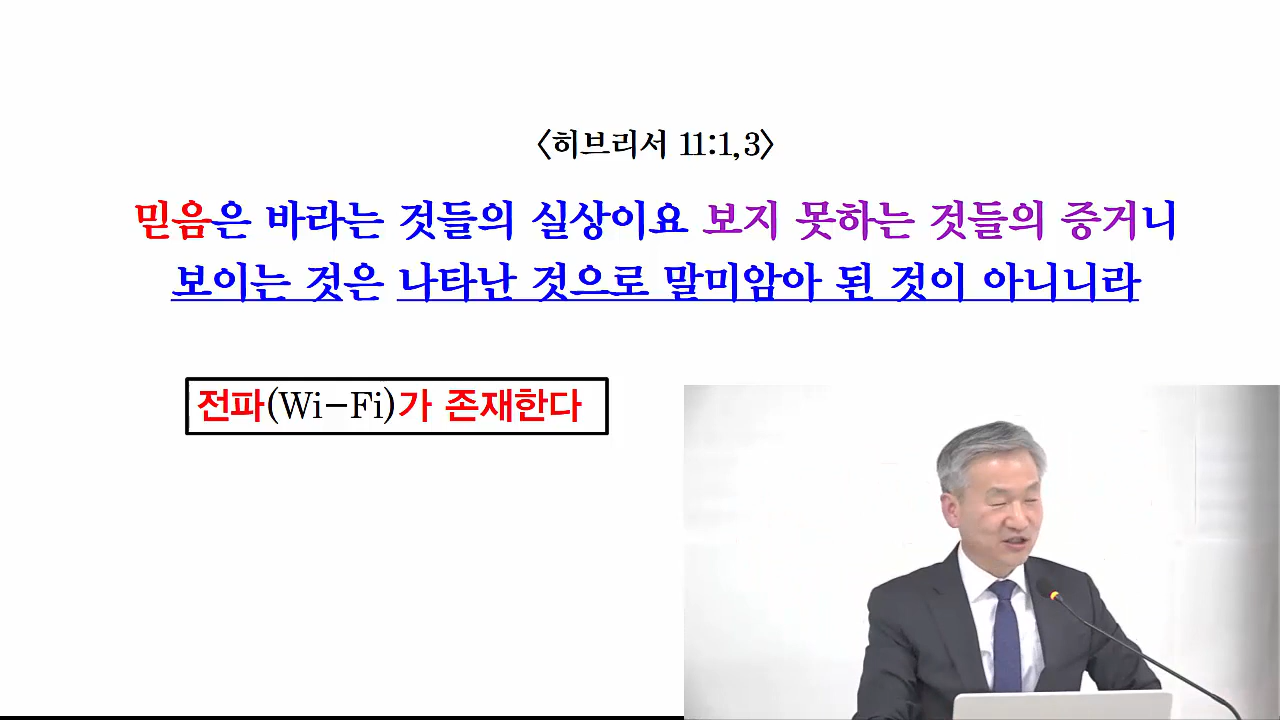 〈히브리서 11:1,3〉
믿음은 바라는 것들의 실상이요 보지 못하는 것들의 증거니
보이는 것은 나타난 것으로 말미암아 된 것이 아니니라
전파(Wi-Fi)가 존재한다